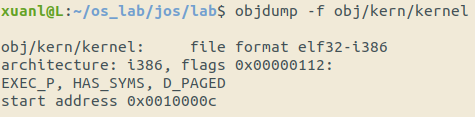 xuanl@L:~/os_lab/jos/lab$ objdump -f obj/kern/kernel
obj/kern/kernel:     file format elf32-i386
architecture: i386, flags 0x00000112:
EXEC_P, HAS_SYMS, D_PAGED
start address 0x0010000c